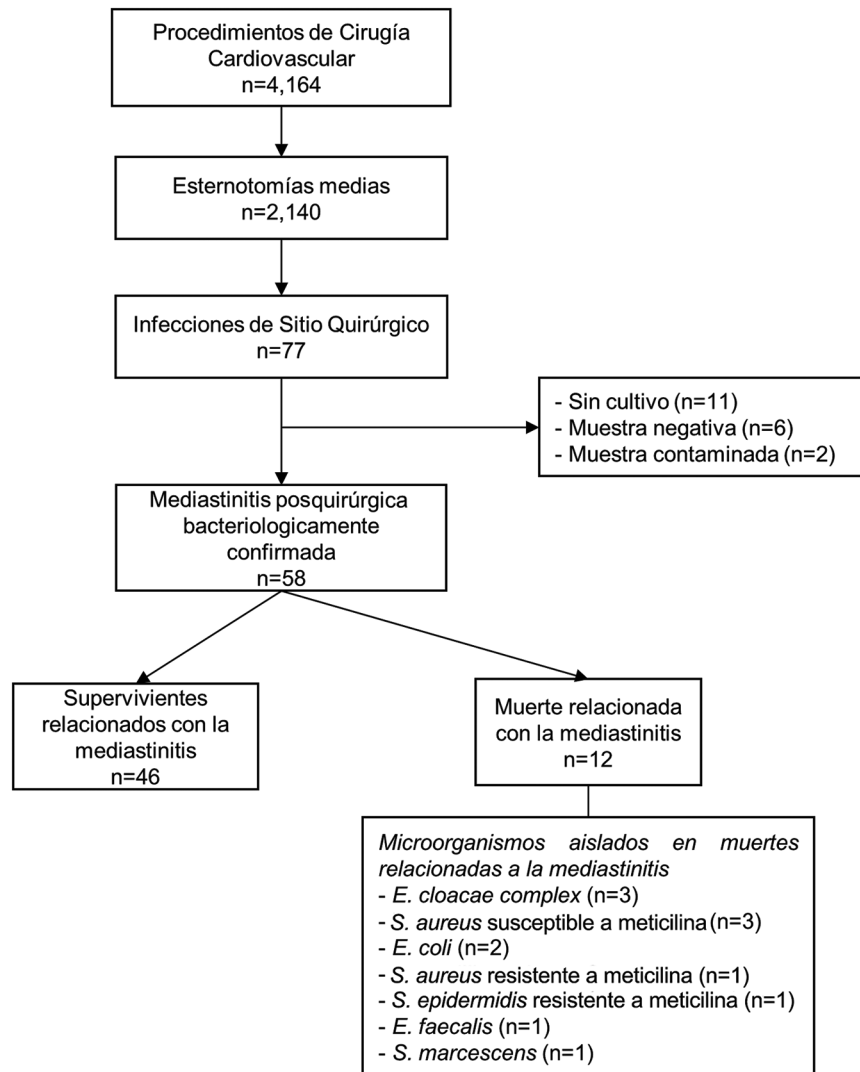 Procedimientos de Cirugía
Cardiovascular
n=4,164
Esternotomías medias
n=2,140
Infecciones de Sitio Quirúrgico
n=77
- Sin cultivo (n=11)
- Muestra negativa (n=6)
- Muestra contaminada (n=2)
Mediastinitis posquirúrgica
bacteriologicamente
confirmada
n=58
Supervivientes
relacionados con la
mediastinitis
n=46
Muerte relacionada
con la mediastinitis
n=12
Microorganismos aislados en muertes
relacionadas a la mediastinitis
- E. cloacae complex (n=3)
- S. aureus susceptible a meticilina (n=3)
- E. coli (n=2)
- S. aureus resistente a meticilina (n=1)
- S. epidermidis resistente a meticilina (n=1)
- E. faecalis (n=1)
- S. marcescens (n=1)